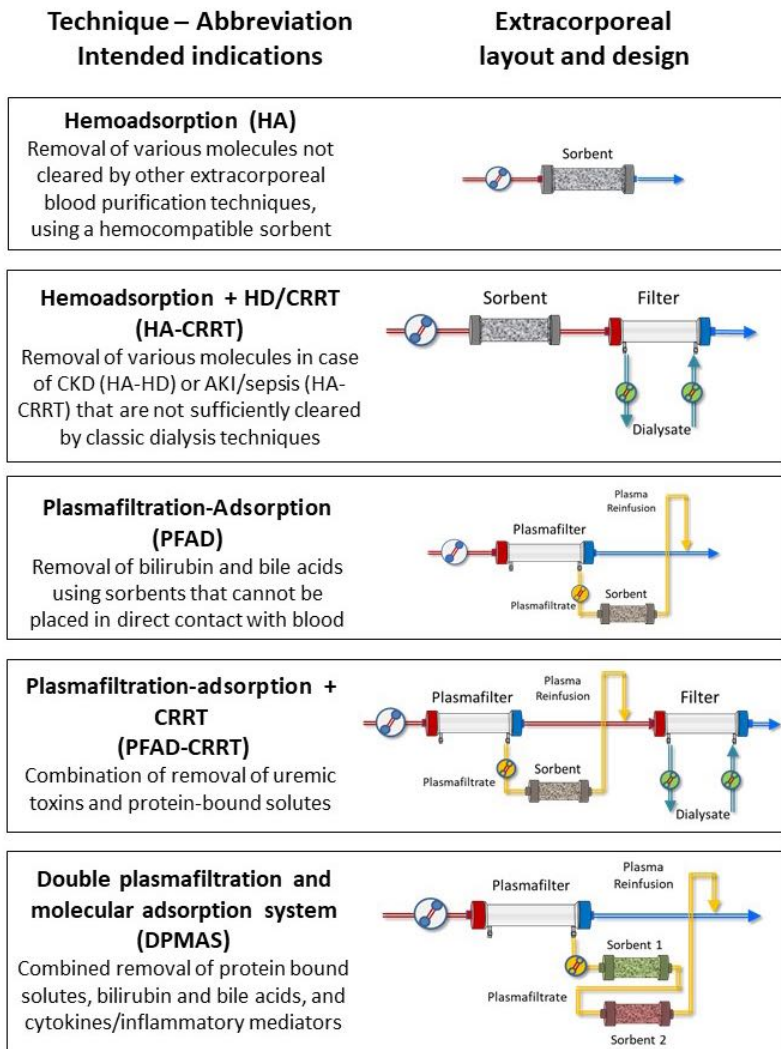 Technique – Abbreviation
Intended indications
Extracorporeal
layout and design
Hemoadsorption (HA)
Removal of various molecules not
cleared by other extracorporeal
blood purification techniques,
using a hemocompatible sorbent
Sorbent
Hemoadsorption + HD/CRRT
(HA-CRRT)
Removal of various molecules in case
of CKD (HA-HD) or AKI/sepsis (HA-
CRRT) that are not sufficiently cleared
by classic dialysis techniques
Sorbent
Filter
Dialysate
Plasmafiltration-Adsorption
(PFAD)
Removal of bilirubin and bile acids
using sorbents that cannot be
placed in direct contact with blood
Plasma
Reinfusion
Plasmafilter
Plasmafiltrate
Sorbent
Plasmafiltration-adsorption +
CRRT
(PFAD-CRRT)
Combination of removal of uremic
toxins and protein-bound solutes
Plasmafilter
Plasma
Reinfusion
Filter
Plasmafiltrate
Sorbent
Dialysate
Double plasmafiltration and
molecular adsorption system
(DPMAS)
Combined removal of protein bound
solutes, bilirubin and bile acids, and
cytokines/inflammatory mediators
Plasmafilter
Plasma
Reinfusion
Sorbent 1
Plasmafiltrate
Sorbent 2